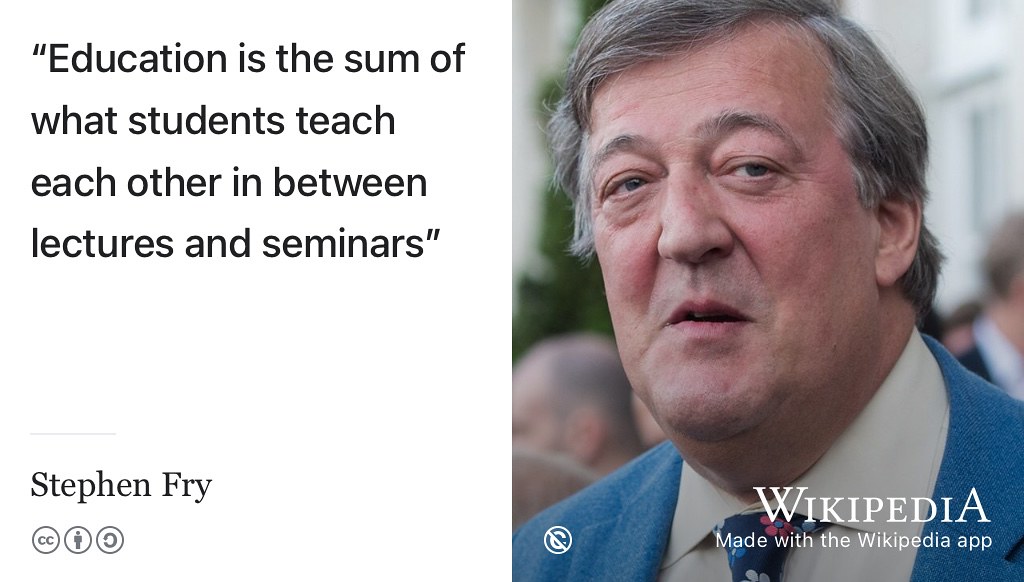 “Education is the sum of
what students teach
each other in between
lectures and seminars”
Stephen Fry
cc
WIKIPEDIA
Made with the Wikipedia app